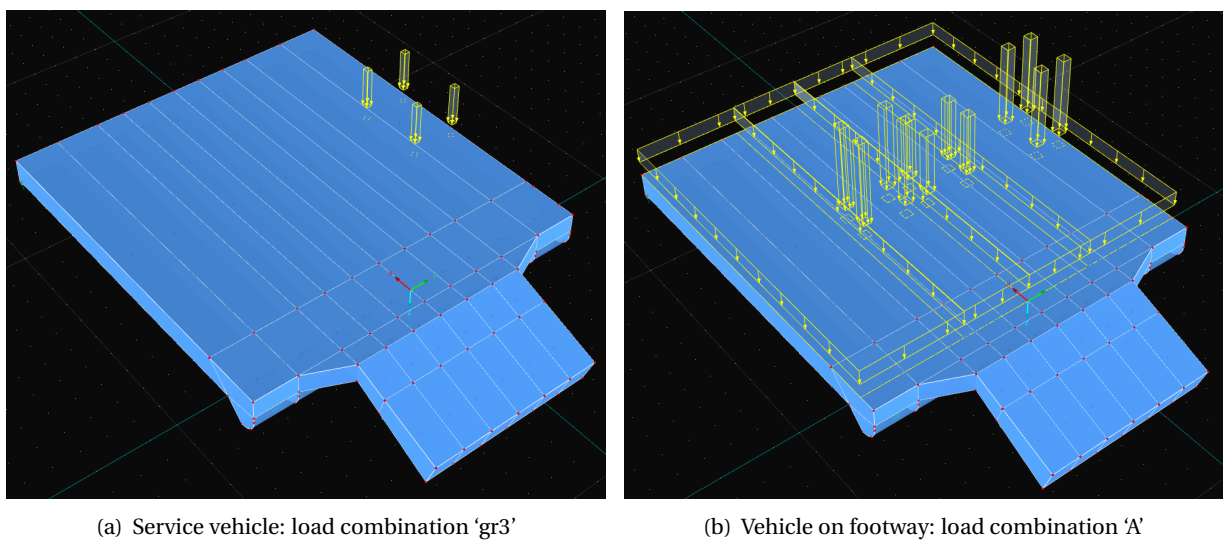 (a) Service vehicle: load combination ‘gr3’
(b) Vehicle on footway: load combination ‘A’